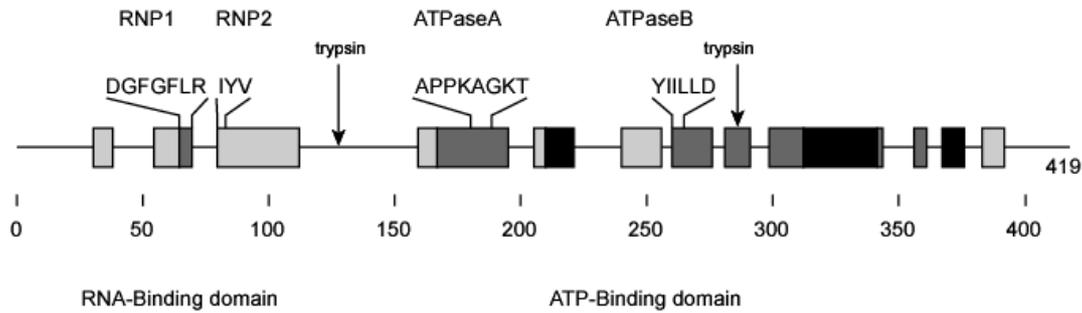 RNP1 RNP2 ATPaseA ATPaseB
trypsin trypsin
DGFGFLR IYV APPKAGKT YIILLD
419
0 50 100 150 200 250 300 350 400
RNA-Binding domain ATP-Binding domain